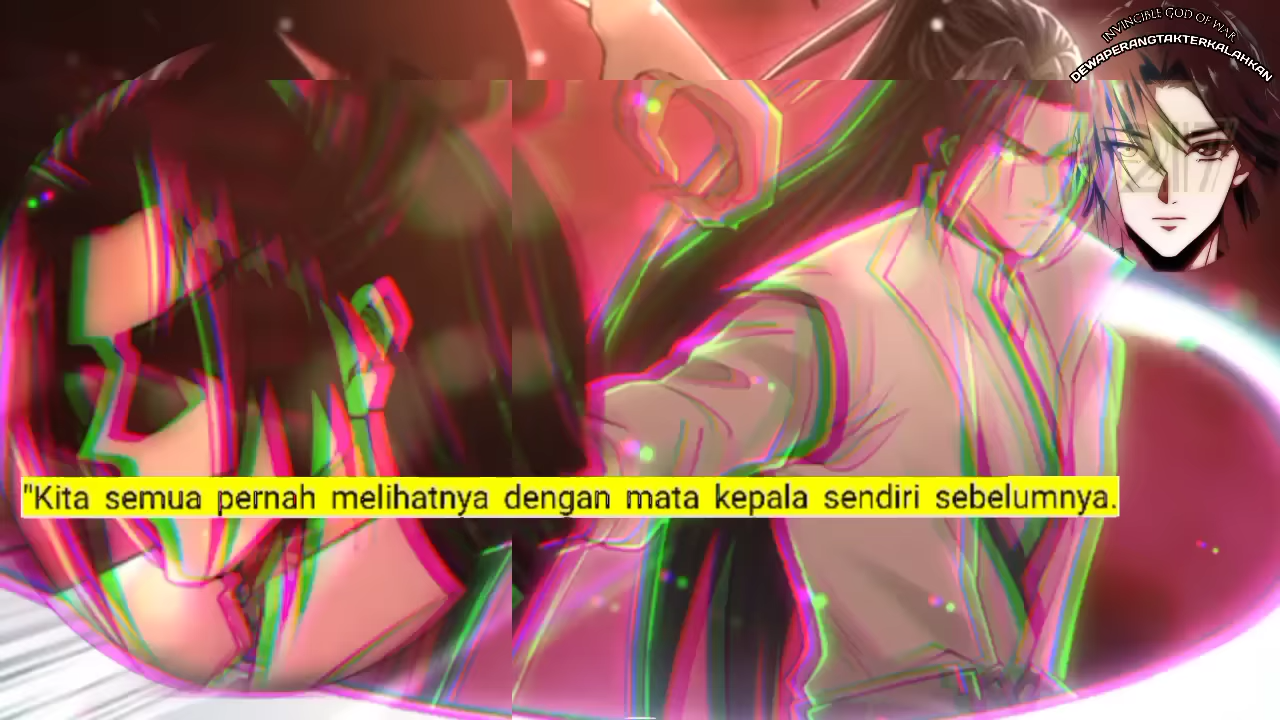 INVINCIBLE GOD OF WAR
DEWAPERANGTAKTERKALAHKAN
"Kita semua pernah melihatnya dengan mata kepala sendiri sebelumnya.